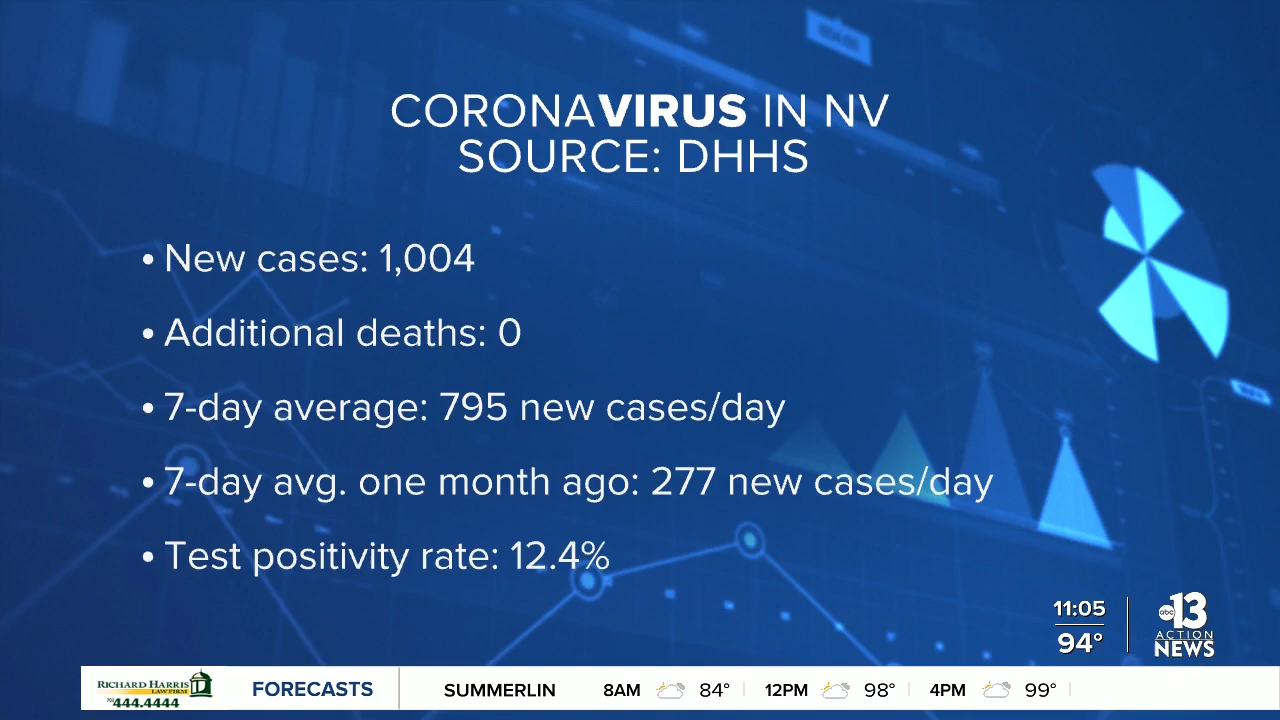 CORONAVIRUS IN NV
SOURCE: DHHS
• New cases: 1,004
• Additional deaths: 0
• 7-day average: 795 new cases/day
• 7-day avg. one month ago: 277 new cases/day
• Test positivity rate: 12.4%
11:05
94°
abc 13
ACTION
NEWS
RICHARD HARRIS
LAW FIRM
702 444.4444
FORECASTS SUMMERLIN 8AM 84° 12PM 98° 4PM 99°